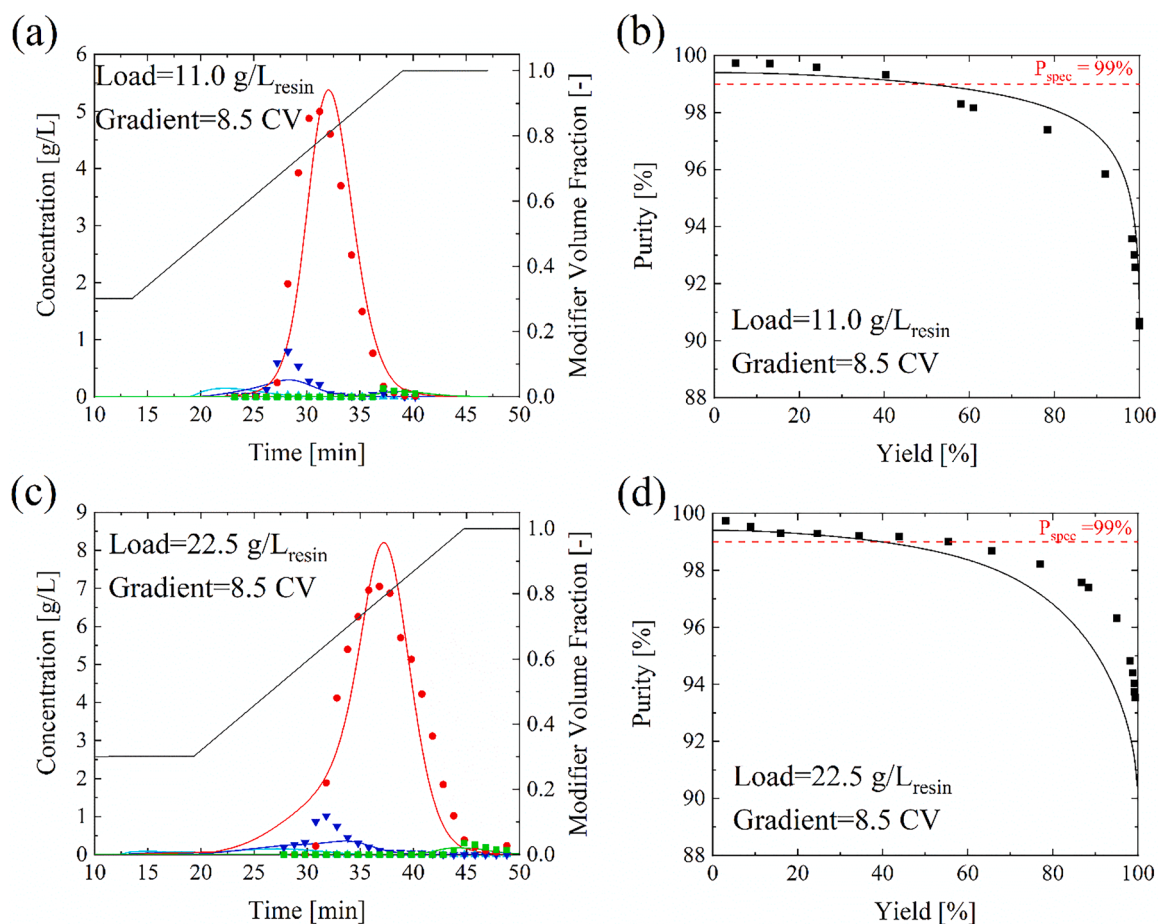 (a)
Load=11.0 g/Lresin
Gradient=8.5 CV
Concentration [g/L]
0
1
2
3
4
5
6
Modifier Volume Fraction [-]
0.0
0.2
0.4
0.6
0.8
1.0
10 15 20 25 30 35 40 45 50
Time [min]
(b)
Pspec = 99%
Load=11.0 g/Lresin
Gradient=8.5 CV
Purity [%]
88
90
92
94
96
98
100
0 20 40 60 80 100
Yield [%]
(c)
Load=22.5 g/Lresin
Gradient=8.5 CV
Concentration [g/L]
0
1
2
3
4
5
6
7
8
9
Modifier Volume Fraction [-]
0.0
0.2
0.4
0.6
0.8
1.0
10 15 20 25 30 35 40 45 50
Time [min]
(d)
Pspec =99%
Load=22.5 g/Lresin
Gradient=8.5 CV
Purity [%]
88
90
92
94
96
98
100
0 20 40 60 80 100
Yield [%]